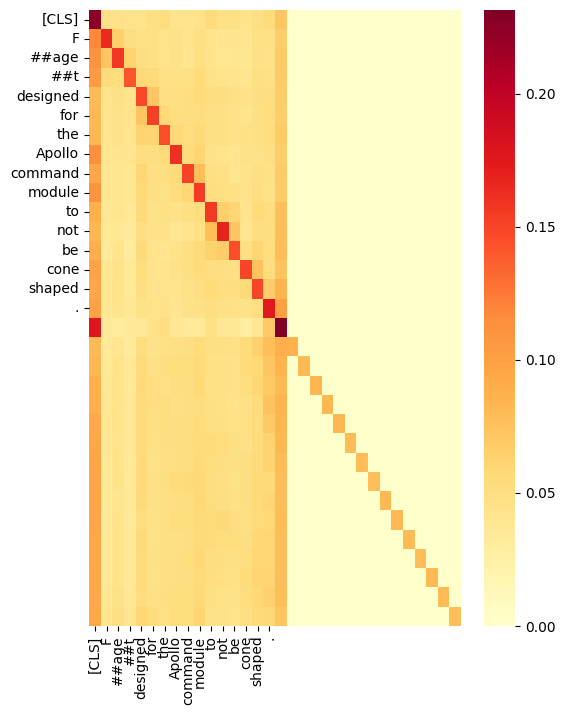 [CLS]
F
##age
##t
designed
for
the
Apollo
command
module
to
not
be
cone
shaped
.
[CLS]
F
##age
##t
designed
for
the
Apollo
command
module
to
not
be
cone
shaped
.
0.20
0.15
0.10
0.05
0.00